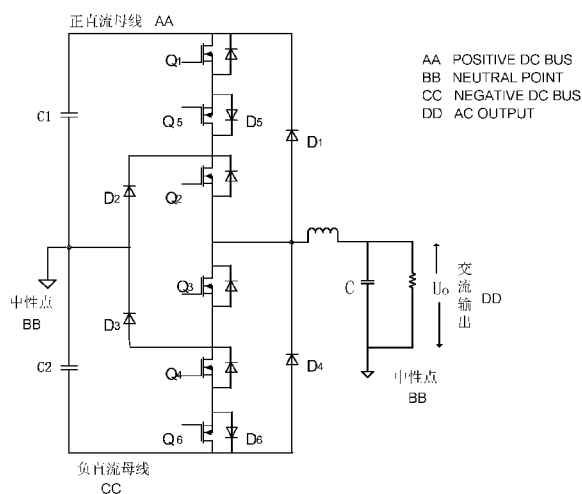 正直流母线 AA
AA POSITIVE DC BUS
BB NEUTRAL POINT
CC NEGATIVE DC BUS
DD AC OUTPUT
Q1
C1
Q5
D5
D1
D2
Q2
中性点
BB
Q3
C
U₀
交流输出
DD
D3
C2
Q4
D4
中性点
BB
Q6
D6
负直流母线
CC